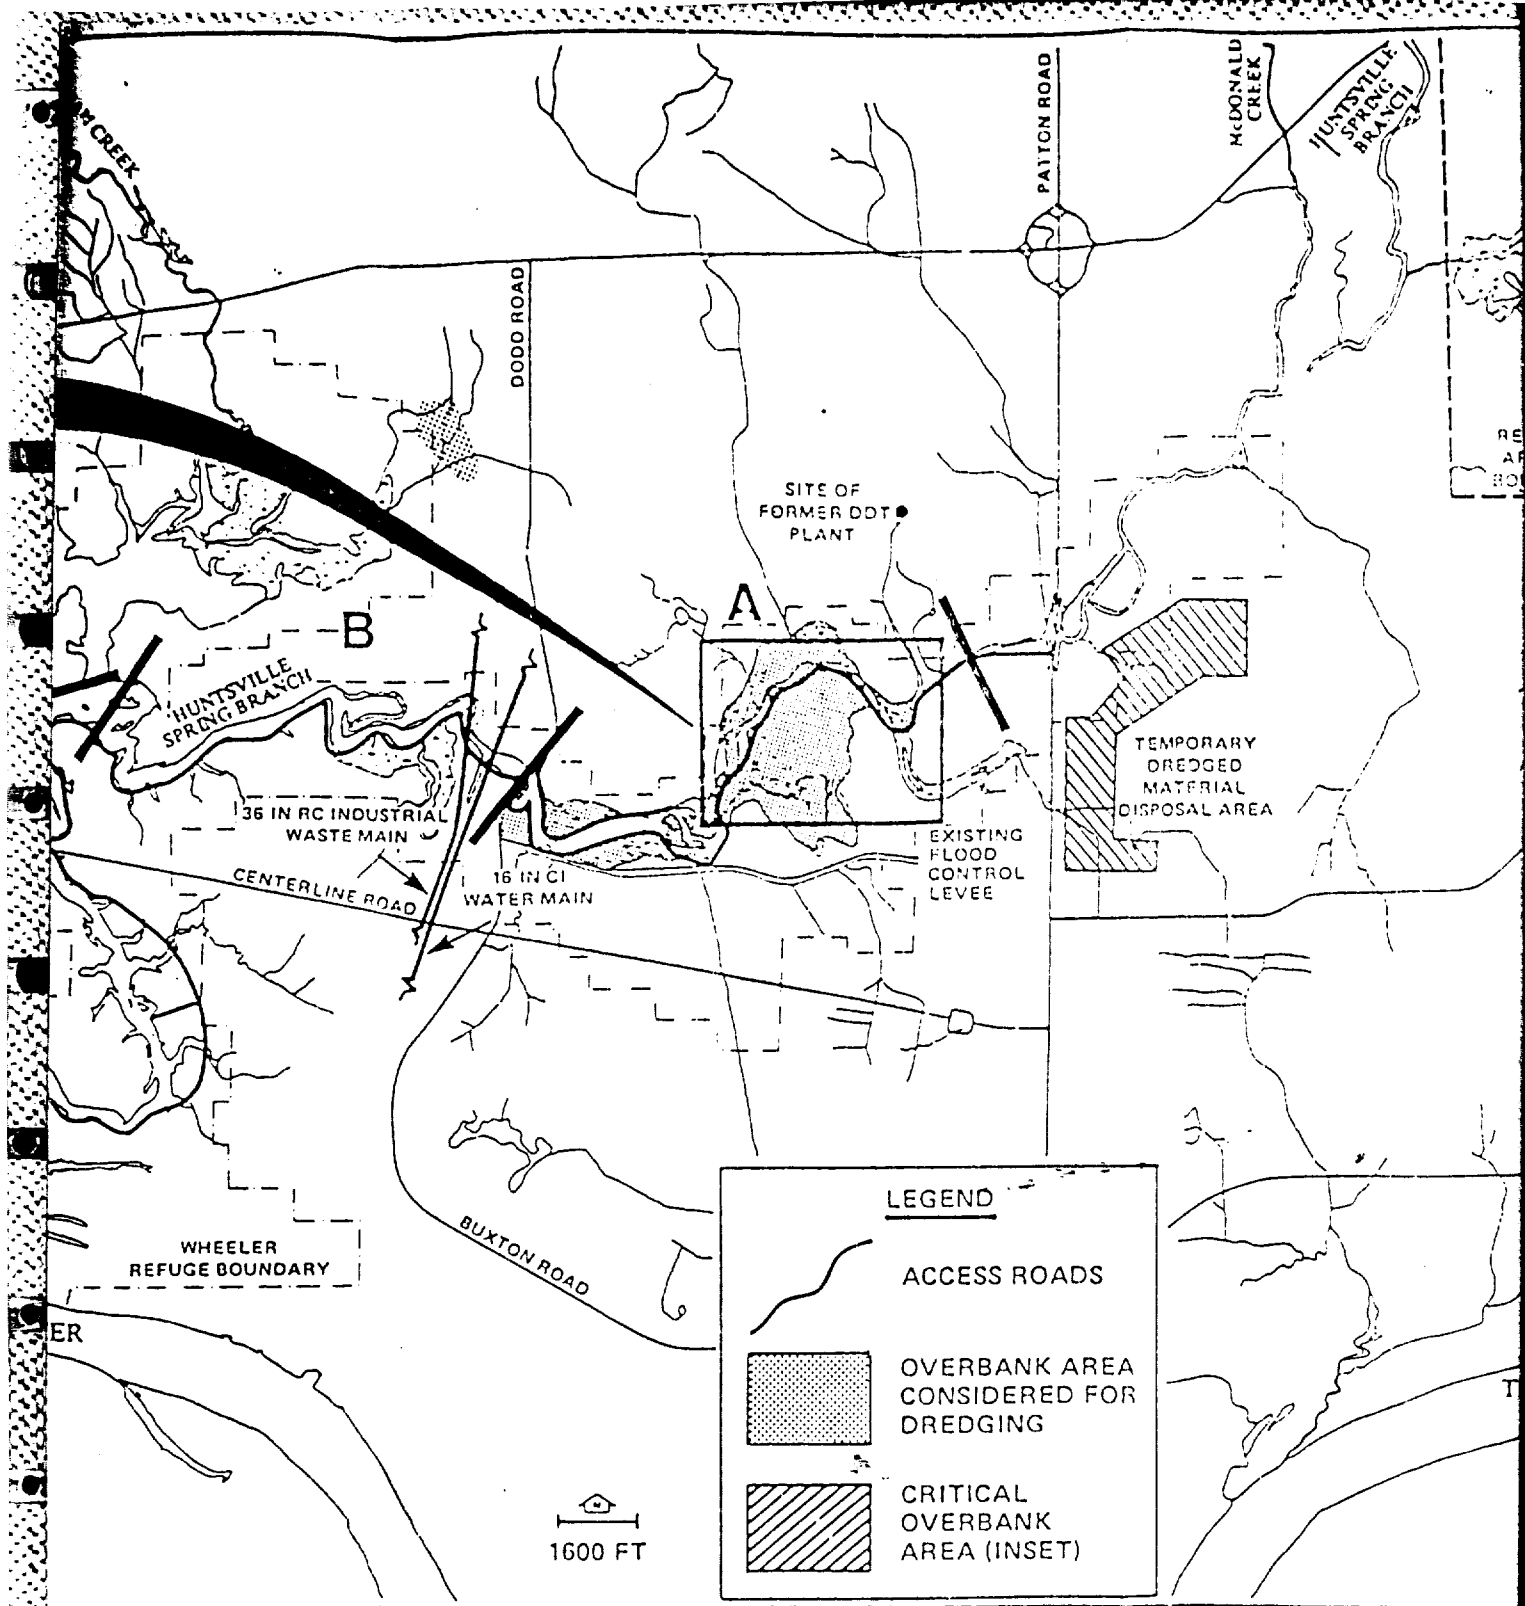 M CREEK
PATTON ROAD
McDONALD
CREEK
HUNTSVILLE
SPRING
BRANCH
DODD ROAD
RE
AR
BOU
SITE OF
FORMER DDT
PLANT
A
B
HUNTSVILLE
SPRING BRANCH
TEMPORARY
DREDGED
MATERIAL
DISPOSAL AREA
36 IN RC INDUSTRIAL
WASTE MAIN
EXISTING
FLOOD
CONTROL
LEVEE
16 IN CI
WATER MAIN
CENTERLINE ROAD
WHEELER
REFUGE BOUNDARY
BUXTON ROAD
ER
T
LEGEND
ACCESS ROADS
OVERBANK AREA
CONSIDERED FOR
DREDGING
CRITICAL
OVERBANK
AREA (INSET)
N
1600 FT